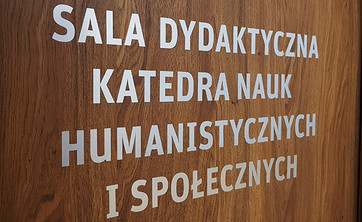 SALA DYDAKTYCZNA
KATEDRA NAUK
HUMANISTYCZNYCH
I SPOŁECZNYCH